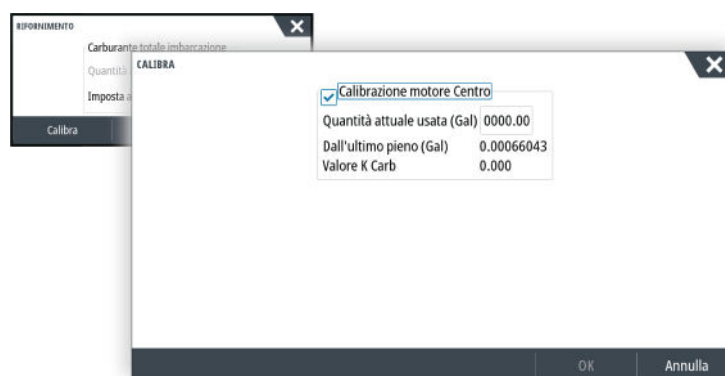 RIFORNIMENTO
Carburante totale imbarcazione
Quantità
Imposta a
Calibra
CALIBRA
Calibrazione motore Centro
Quantità attuale usata (Gal) 0000.00
Dall'ultimo pieno (Gal) 0.00066043
Valore K Carb 0.000
OK Annulla